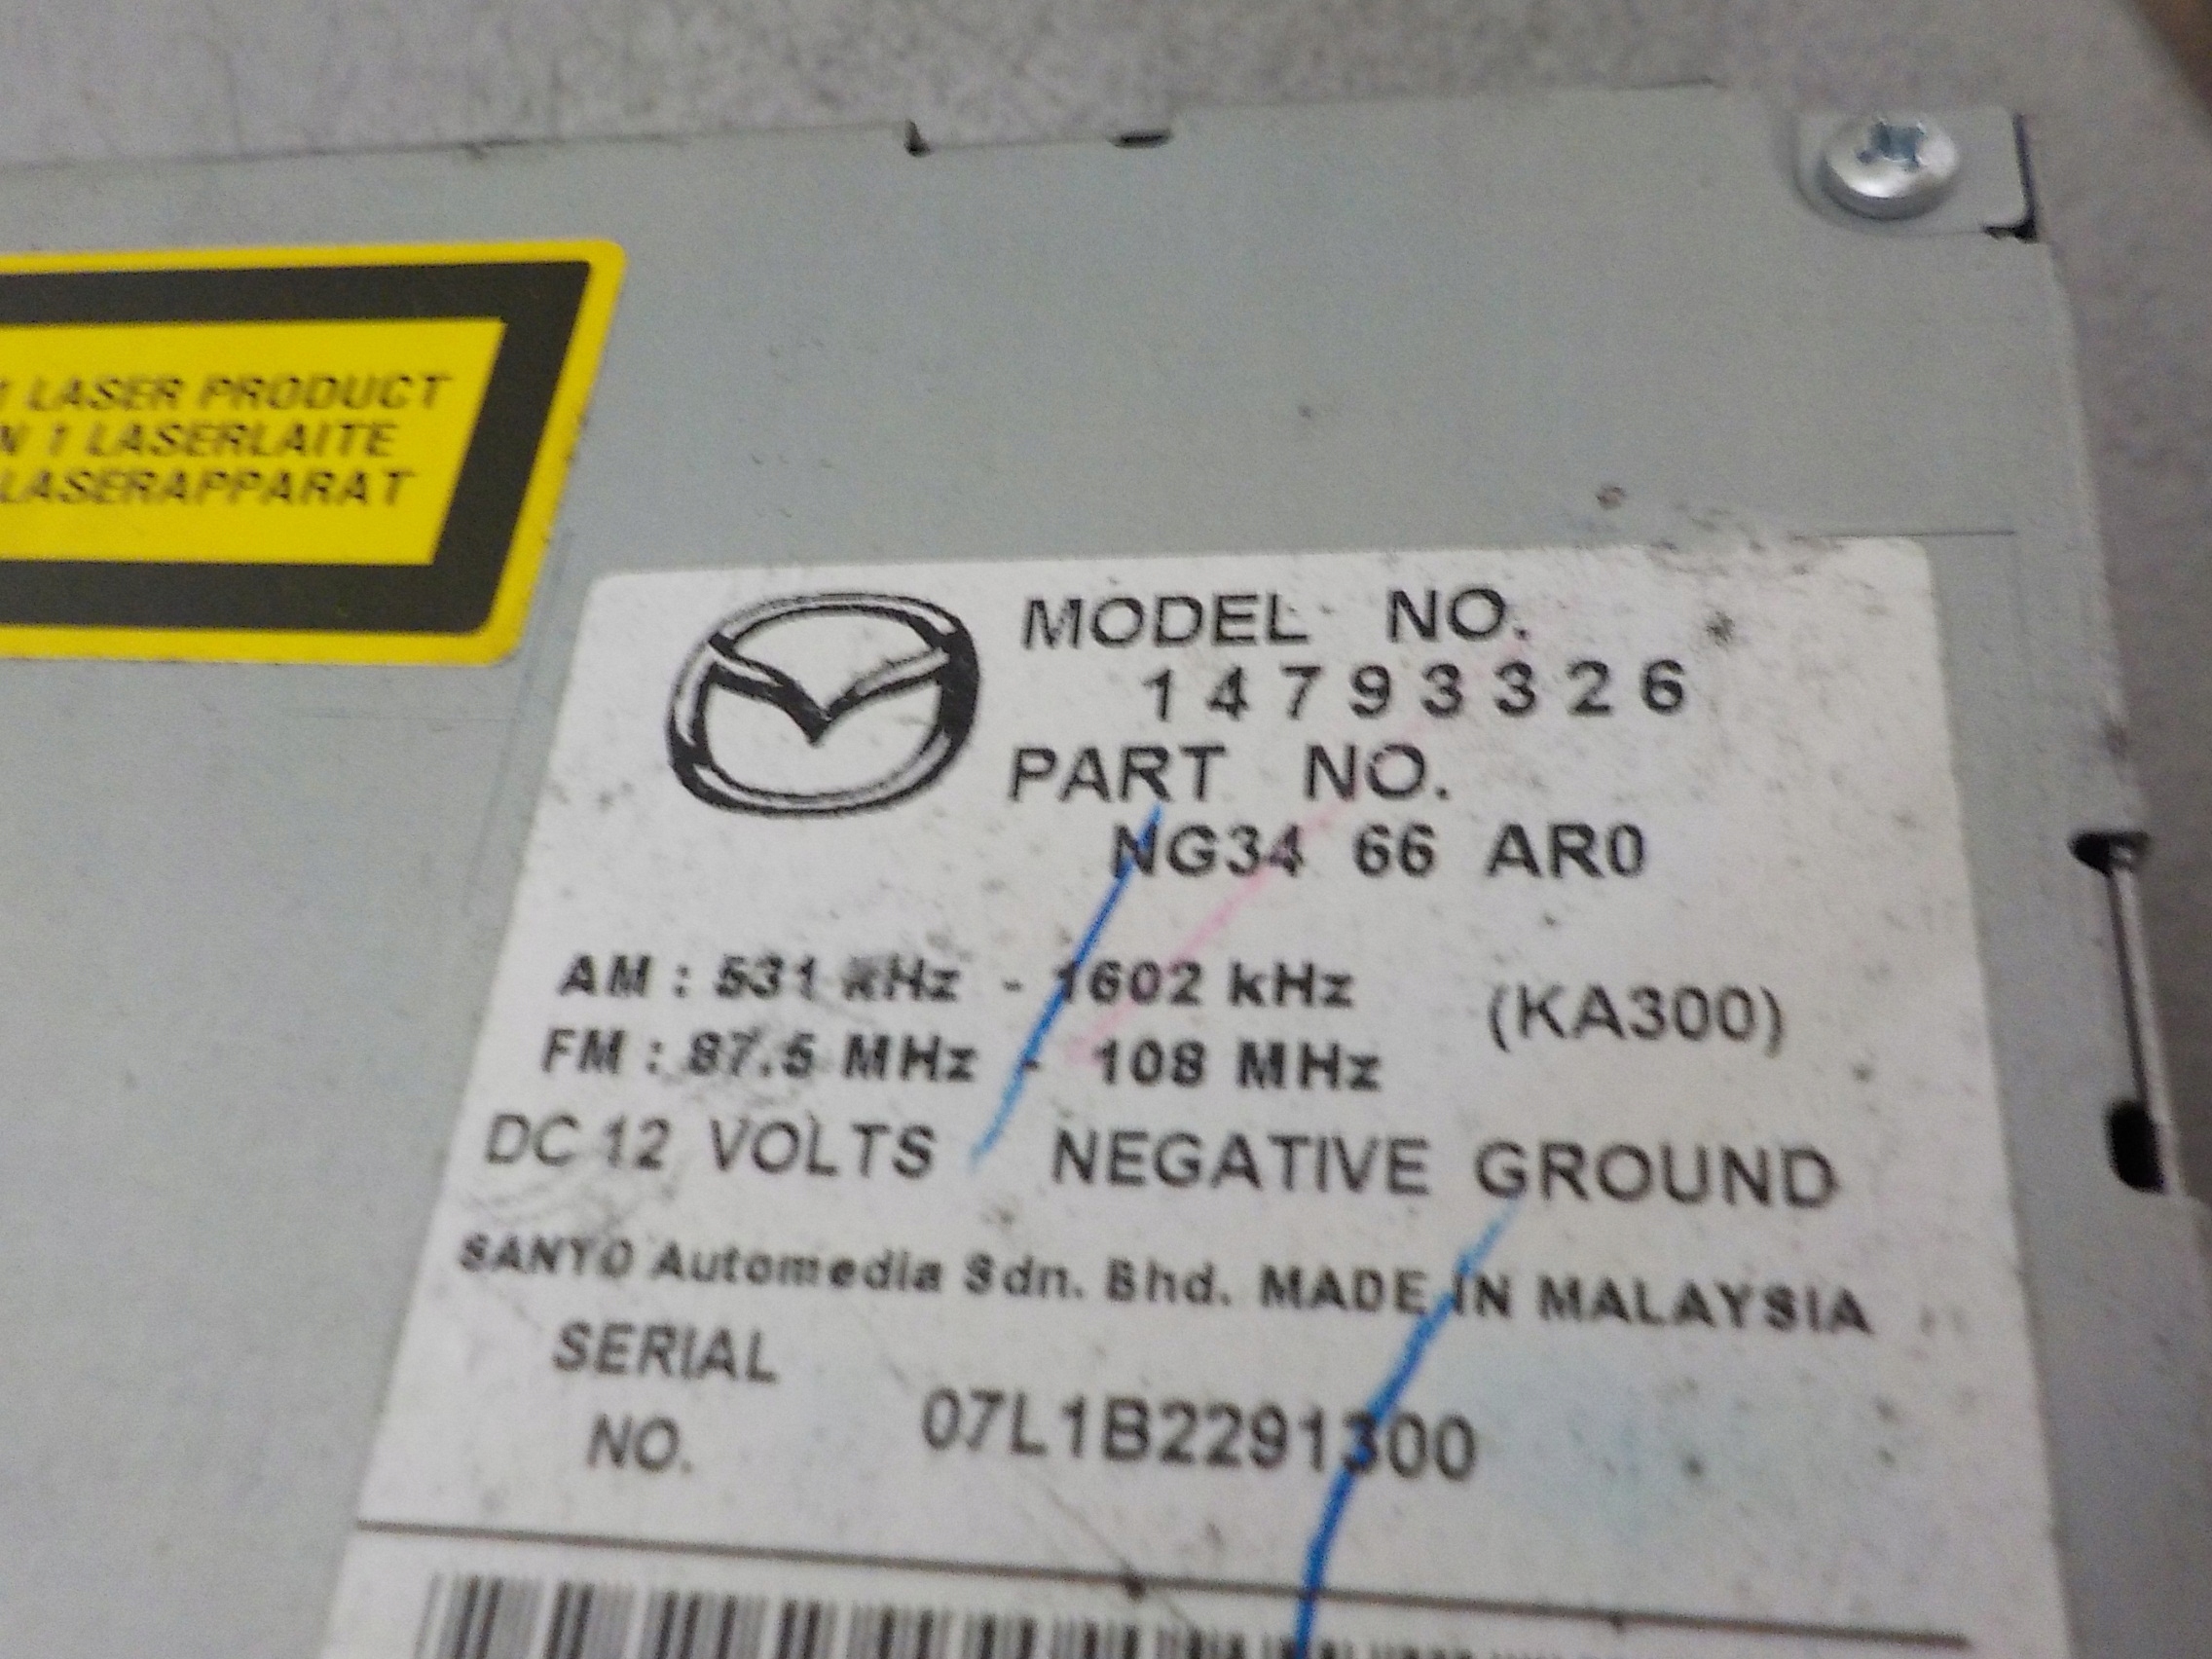 1 LASER PRODUCT
N 1 LASERLAITE
LASERAPPARAT
MODEL NO.
14793326
PART NO.
NG34 66 AR0
AM : 531 kHz - 1602 kHz (KA300)
FM : 87.5 MHz - 108 MHz
DC 12 VOLTS NEGATIVE GROUND
SANYO Automedia Sdn. Bhd. MADE IN MALAYSIA
SERIAL
NO. 07L1B2291300